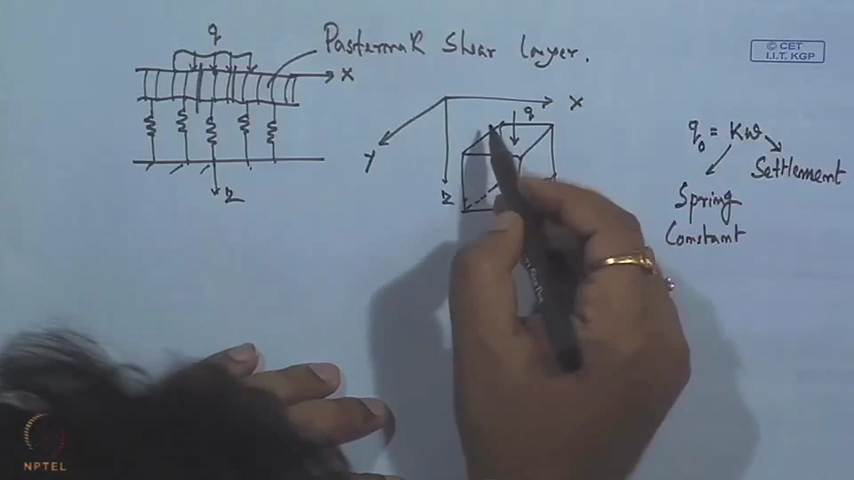 q
Pasternak Shear layer.
X
Z
X
q
Y
Z
q₀ = Kw
Settlement
Spring
Constant
© CET
I.I.T. KGP
NPTEL